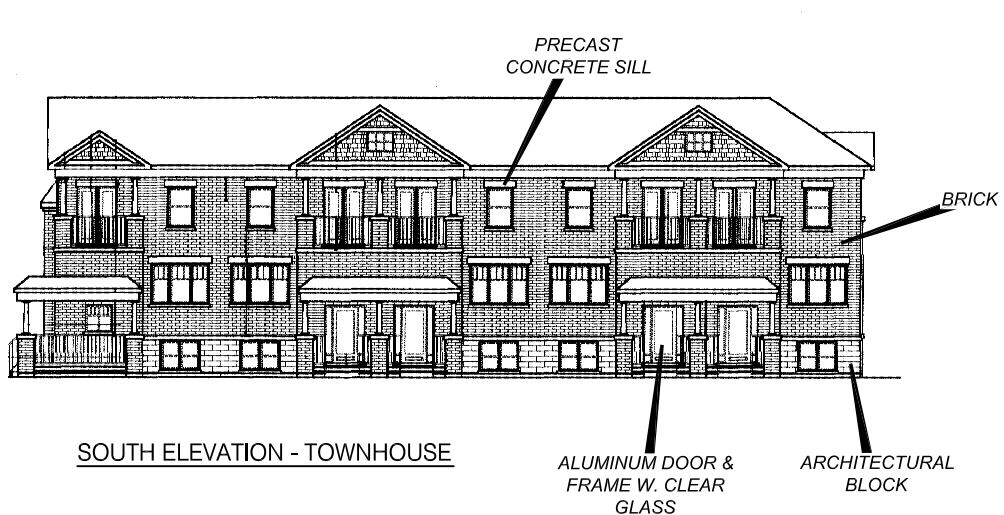 PRECAST
CONCRETE SILL
BRICK
SOUTH ELEVATION - TOWNHOUSE
ALUMINUM DOOR &
FRAME W. CLEAR
GLASS
ARCHITECTURAL
BLOCK